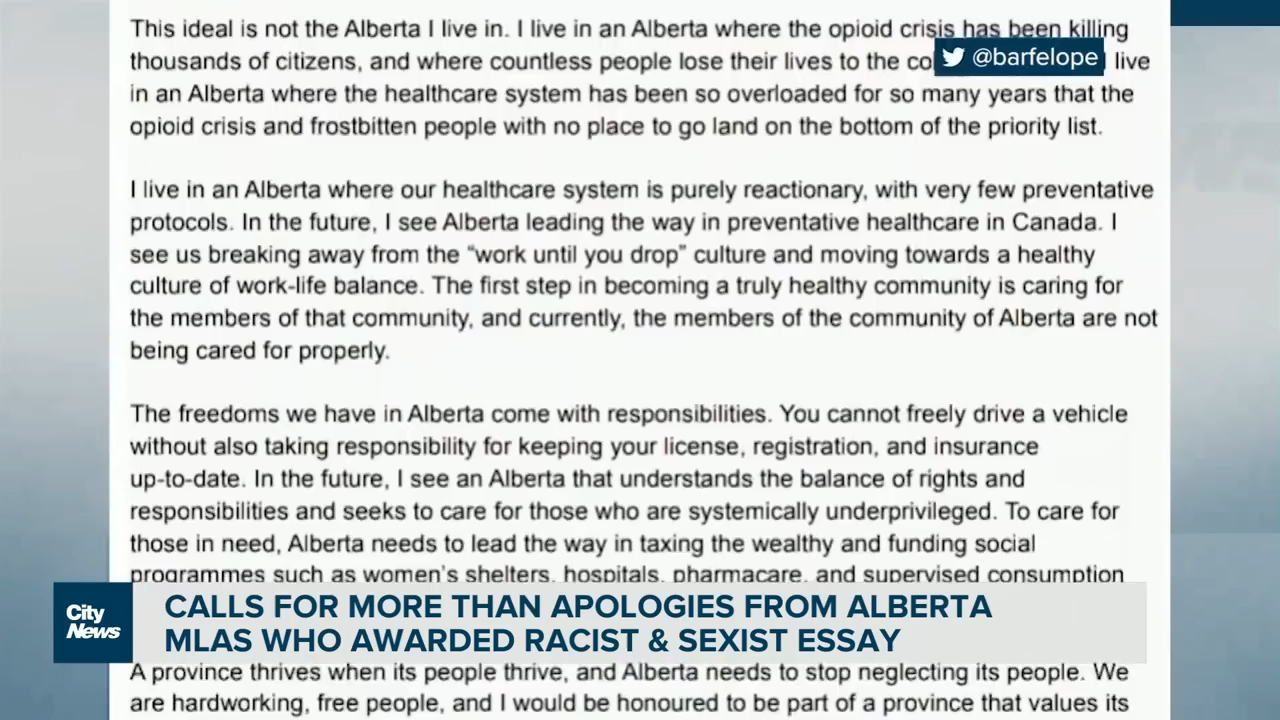 This ideal is not the Alberta I live in. I live in an Alberta where the opioid crisis has been killing
thousands of citizens, and where countless people lose their lives to the co live
@barfelope
in an Alberta where the healthcare system has been so overloaded for so many years that the
opioid crisis and frostbitten people with no place to go land on the bottom of the priority list.
I live in an Alberta where our healthcare system is purely reactionary, with very few preventative
protocols. In the future, I see Alberta leading the way in preventative healthcare in Canada. I
see us breaking away from the “work until you drop” culture and moving towards a healthy
culture of work-life balance. The first step in becoming a truly healthy community is caring for
the members of that community, and currently, the members of the community of Alberta are not
being cared for properly.
The freedoms we have in Alberta come with responsibilities. You cannot freely drive a vehicle
without also taking responsibility for keeping your license, registration, and insurance
up-to-date. In the future, I see an Alberta that understands the balance of rights and
responsibilities and seeks to care for those who are systemically underprivileged. To care for
those in need, Alberta needs to lead the way in taxing the wealthy and funding social
programmes such as women's shelters, hospitals, pharmacare, and supervised consumption
City
News
CALLS FOR MORE THAN APOLOGIES FROM ALBERTA
MLAS WHO AWARDED RACIST & SEXIST ESSAY
A province thrives when its people thrive, and Alberta needs to stop neglecting its people. We
are hardworking, free people, and I would be honoured to be part of a province that values its